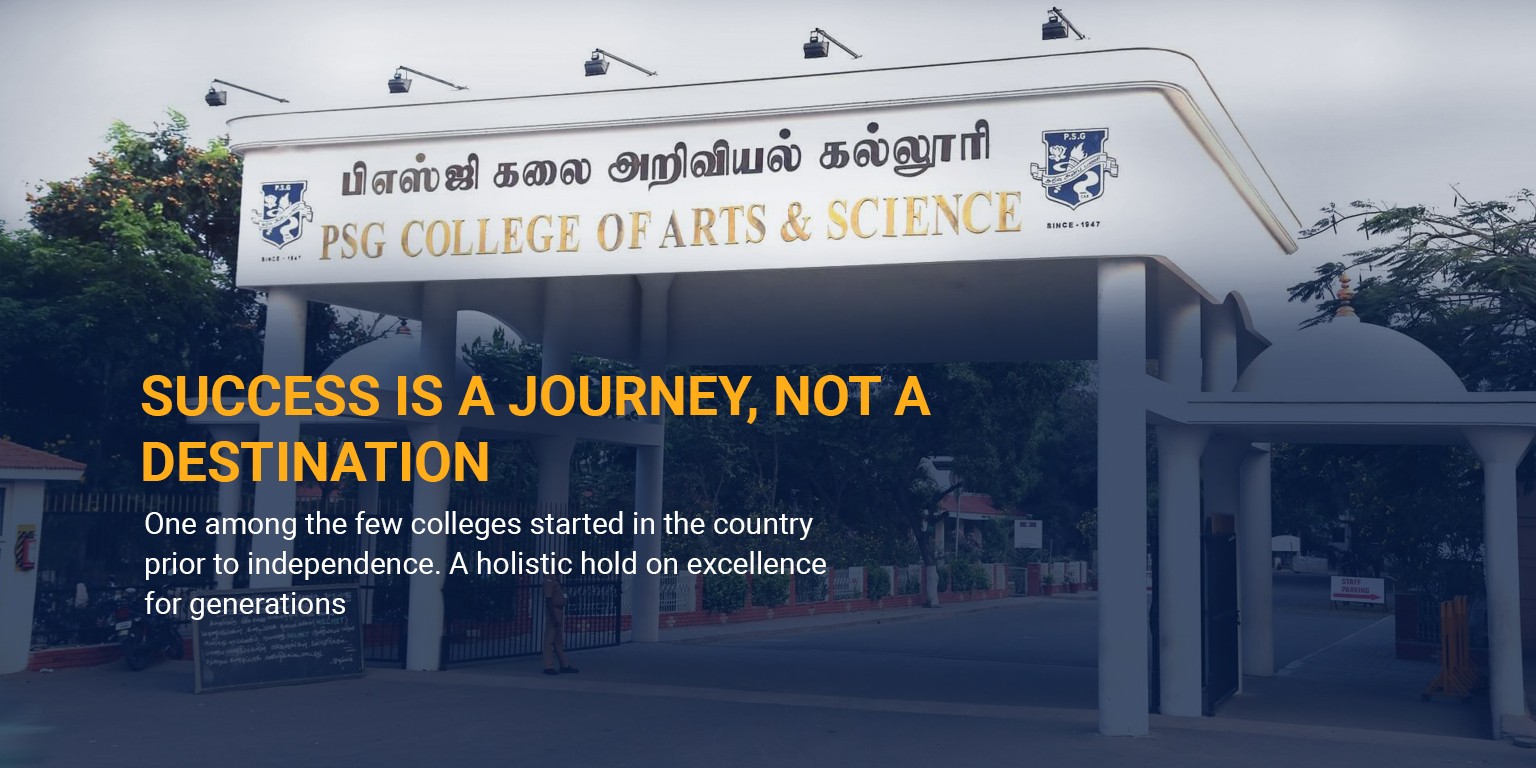 பிஎஸ்ஜி கலை அறிவியல் கல்லூரி
P.S.G
P.S.G
PSG COLLEGE OF ARTS & SCIENCE
SINCE - 1947
SINCE - 1947
SUCCESS IS A JOURNEY, NOT A
DESTINATION
One among the few colleges started in the country
prior to independence. A holistic hold on excellence
for generations
STAFF
PARKING